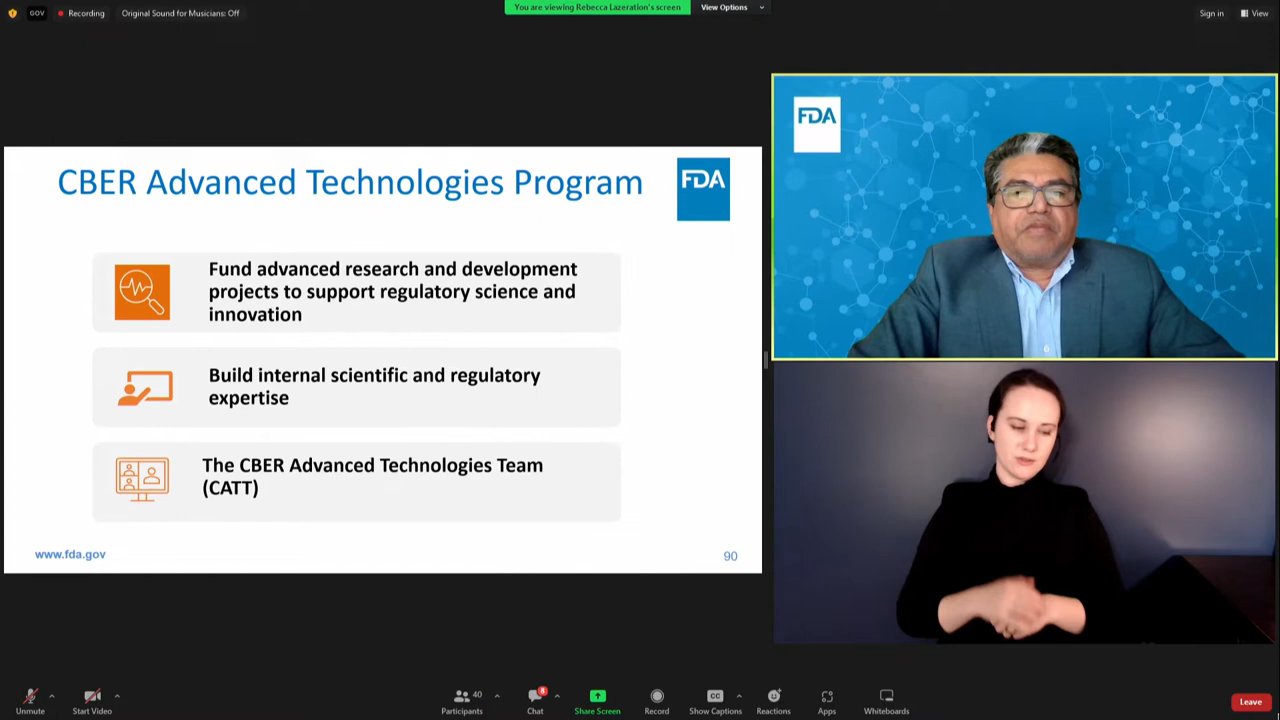 GOV
Recording
Original Sound for Musicians: Off
You are viewing Rebecca Lazeration's screen
View Options
Sign in
View
CBER Advanced Technologies Program
FDA
Fund advanced research and development
projects to support regulatory science and
innovation
Build internal scientific and regulatory
expertise
The CBER Advanced Technologies Team
(CATT)
www.fda.gov
90
FDA
Unmute
Start Video
40
Participants
8
Chat
Share Screen
Record
CC
Show Captions
Reactions
Apps
Whiteboards
Leave